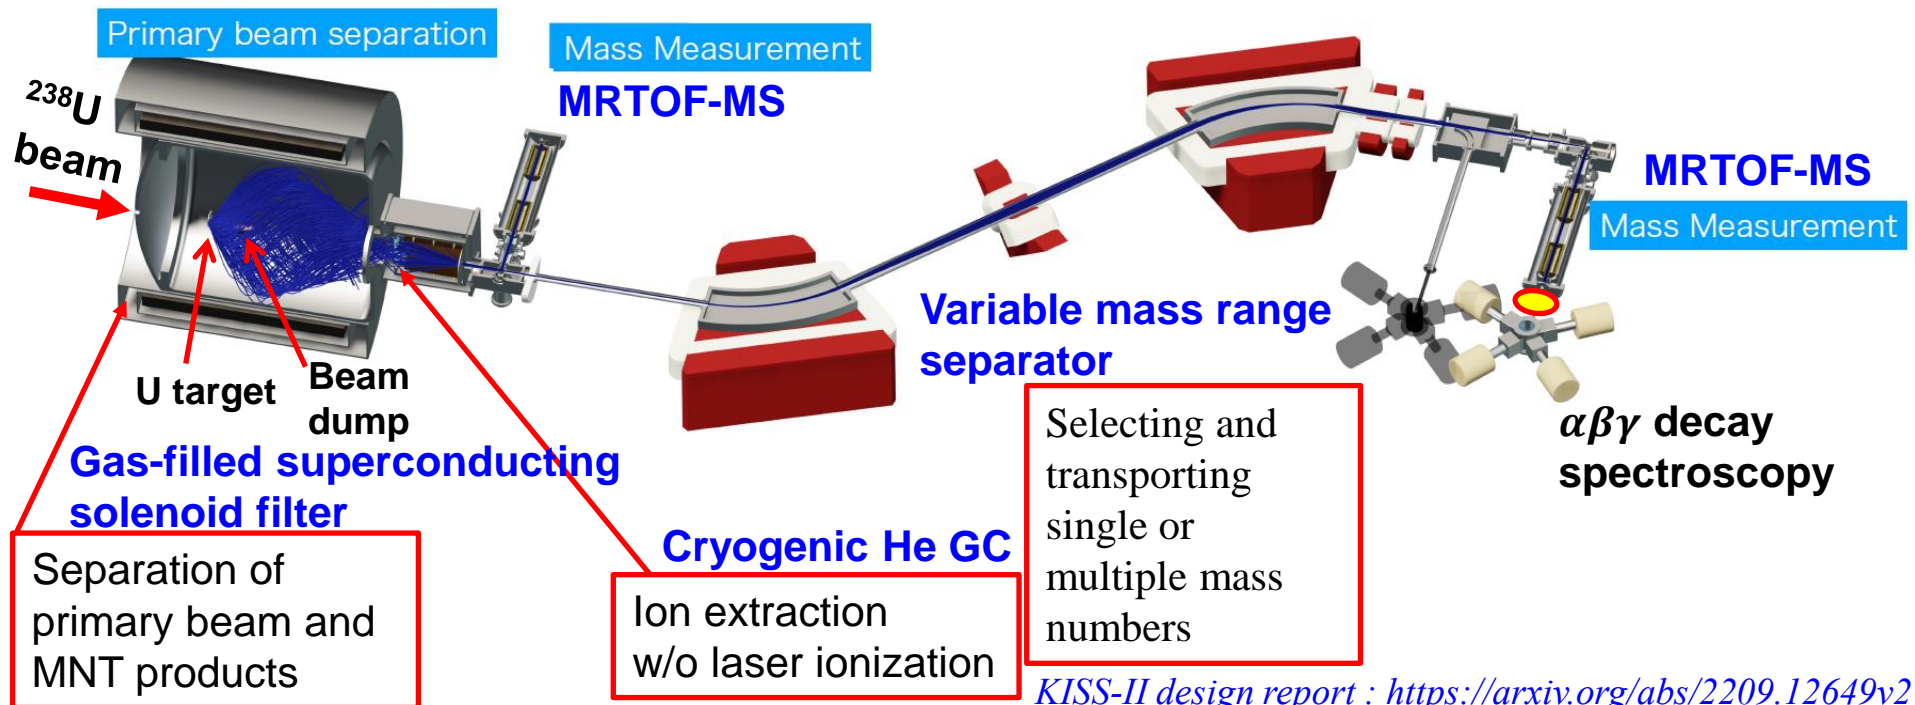 Primary beam separation
Mass Measurement
MRTOF-MS
²³⁸U
beam
MRTOF-MS
Mass Measurement
U target
Beam
dump
Variable mass range
separator
Gas-filled superconducting
solenoid filter
Separation of
primary beam and
MNT products
Cryogenic He GC
Ion extraction
w/o laser ionization
Selecting and
transporting
single or
multiple mass
numbers
αβγ decay
spectroscopy
KISS-II design report : https://arxiv.org/abs/2209.12649v2